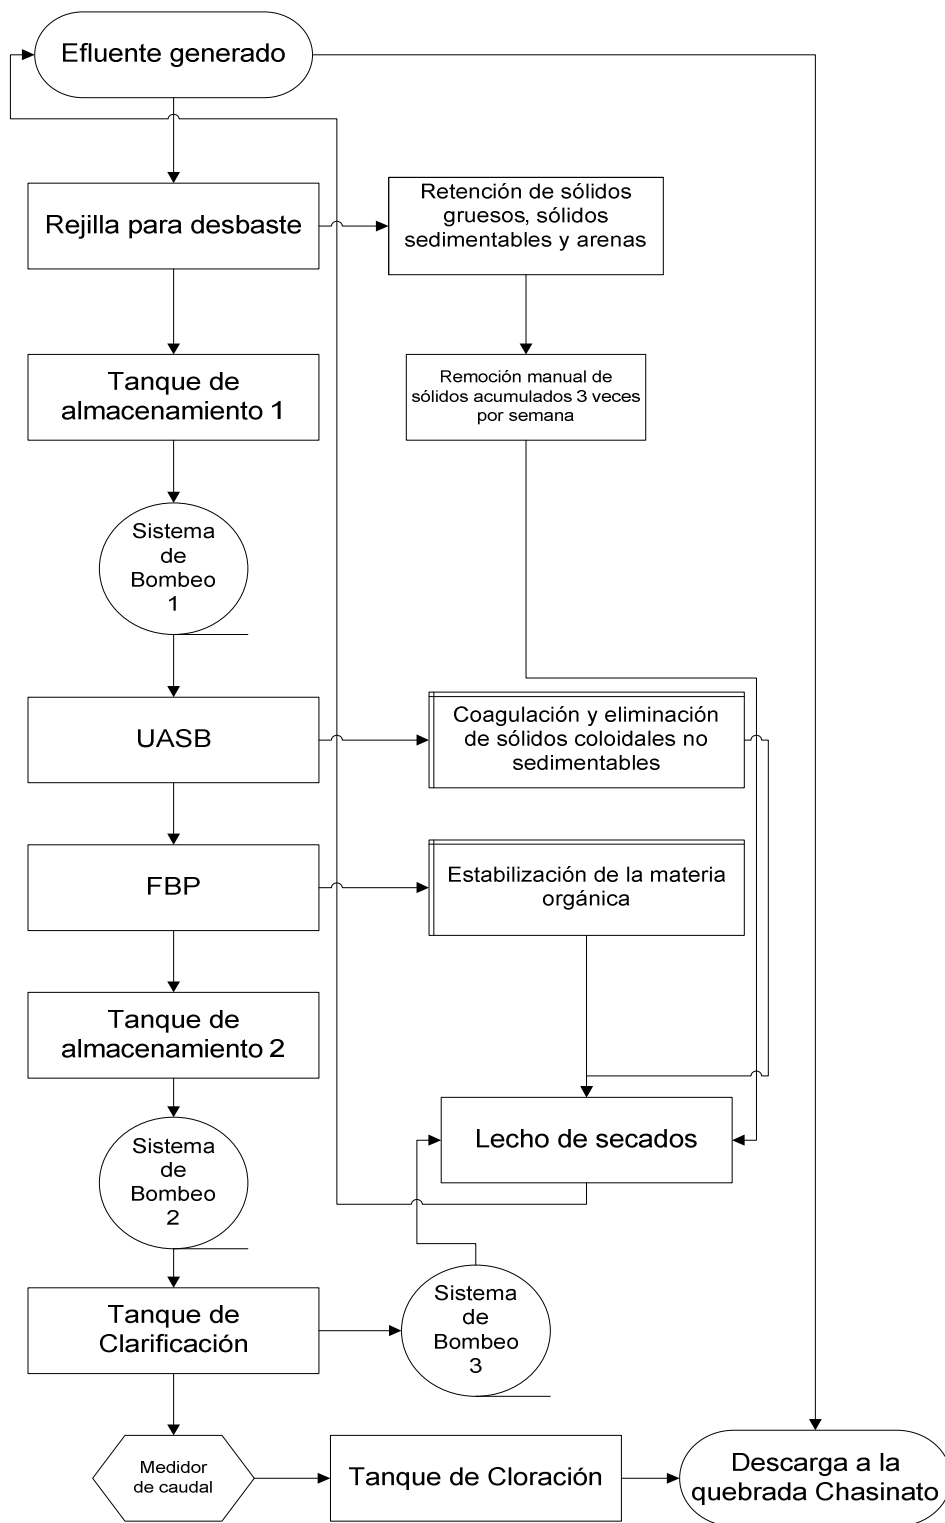 Efluente generado
Rejilla para desbaste
Retención de sólidos
gruesos, sólidos
sedimentables y arenas
Tanque de
almacenamiento 1
Remoción manual de
sólidos acumulados 3 veces
por semana
Sistema
de
Bombeo
1
UASB
Coagulación y eliminación
de sólidos coloidales no
sedimentables
FBP
Estabilización de la materia
orgánica
Tanque de
almacenamiento 2
Lecho de secados
Sistema
de
Bombeo
2
Tanque de
Clarificación
Sistema
de
Bombeo
3
Medidor
de caudal
Tanque de Cloración
Descarga a la
quebrada Chasinato